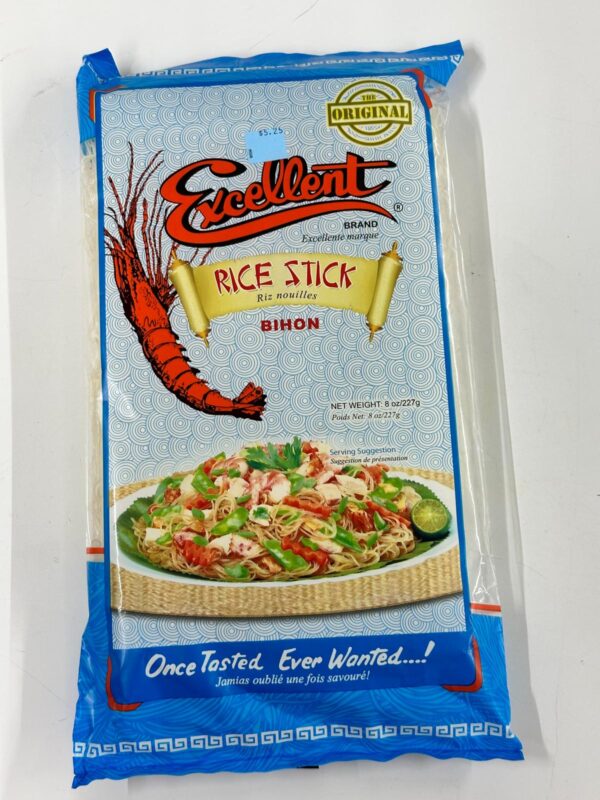 THE
ORIGINAL
$5.25
Excellent
®
BRAND
Excellente marque
RICE STICK
Riz nouilles
BIHON
NET WEIGHT: 8 oz/227g
Poids Net: 8 oz/227g
Serving Suggestion
Suggestion de présentation
Once Tasted Ever Wanted....!
Jamias oublié une fois savouré!